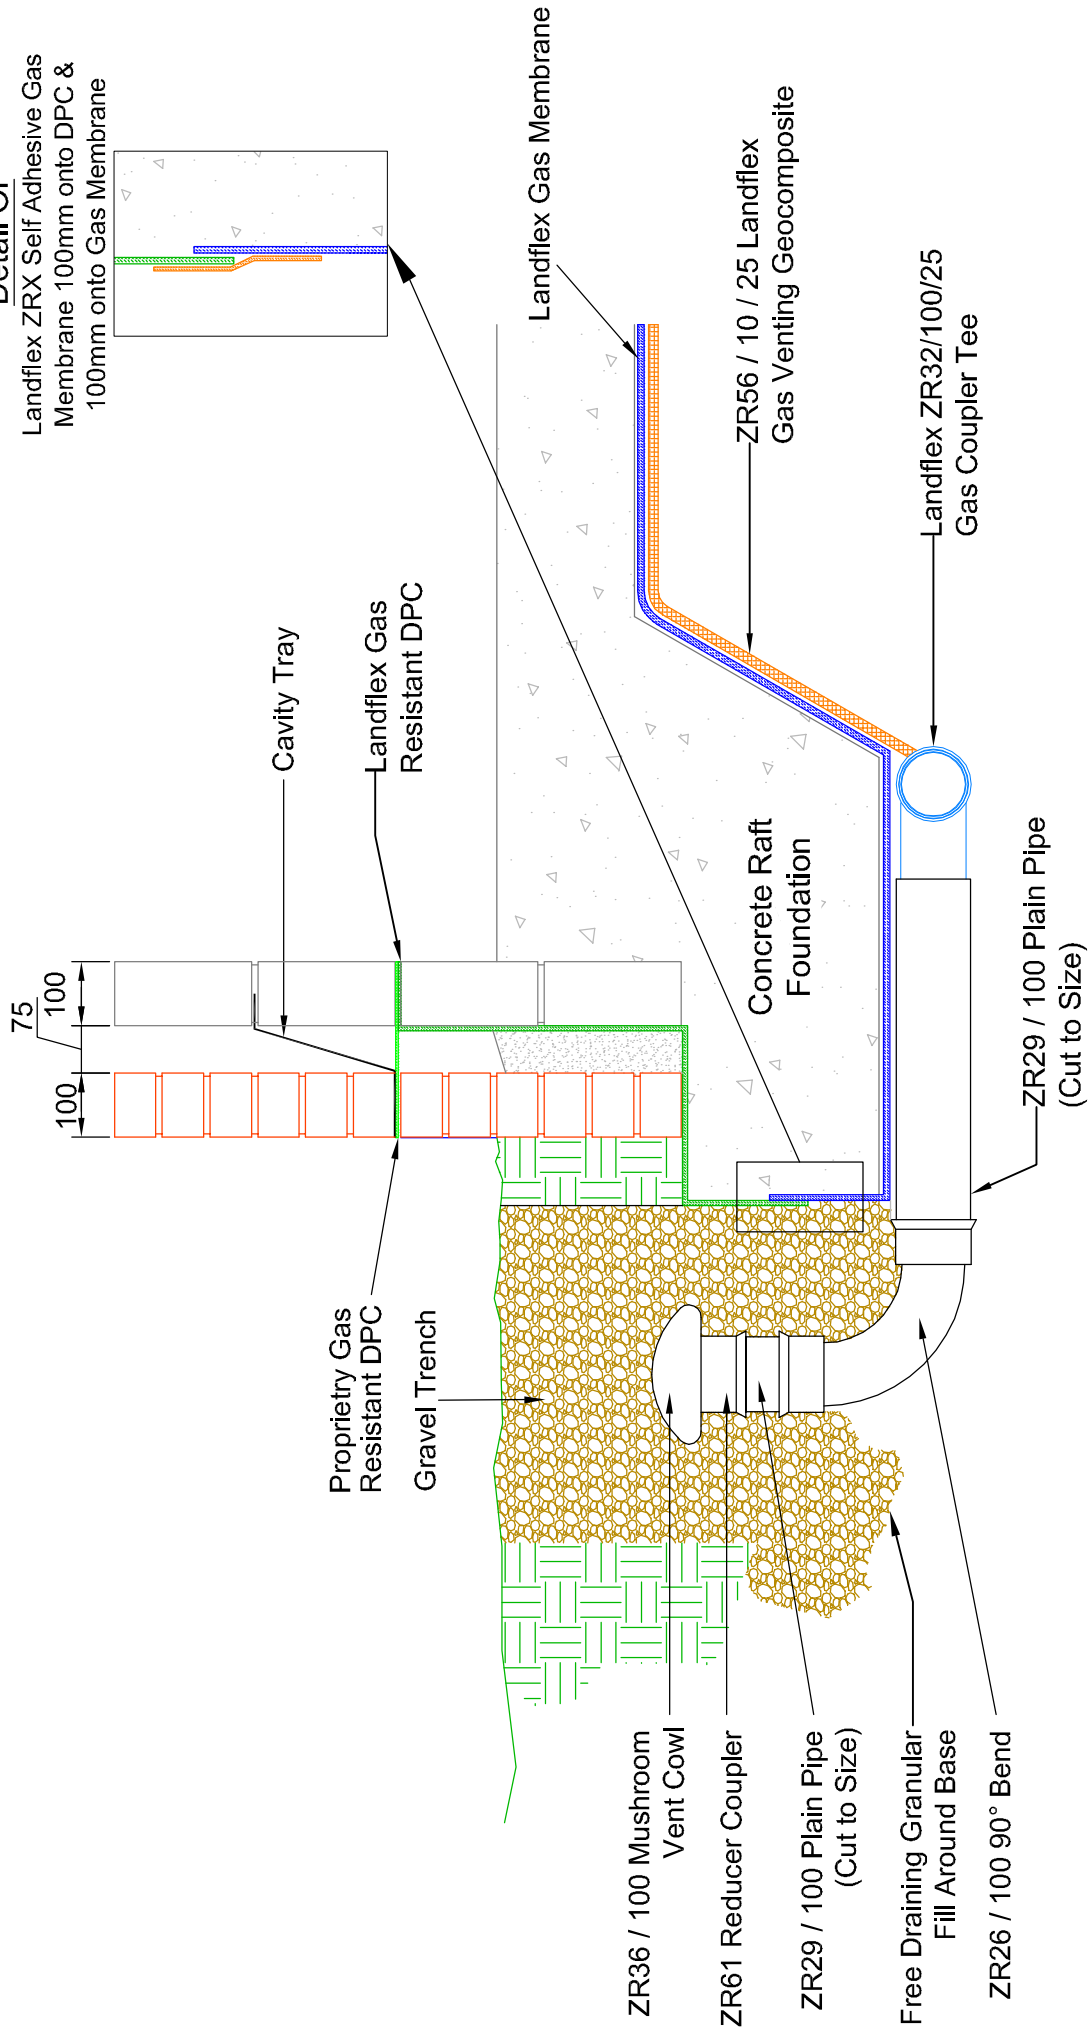 Detail Of
Landflex ZRX Self Adhesive Gas
Membrane 100mm onto DPC &
100mm onto Gas Membrane
100
75
100
Cavity Tray
Landflex Gas
Resistant DPC
Proprietry Gas
Resistant DPC
Gravel Trench
Landflex Gas Membrane
ZR56 / 10 / 25 Landflex
Gas Venting Geocomposite
Landflex ZR32/100/25
Gas Coupler Tee
Concrete Raft
Foundation
ZR29 / 100 Plain Pipe
(Cut to Size)
ZR36 / 100 Mushroom
Vent Cowl
ZR61 Reducer Coupler
ZR29 / 100 Plain Pipe
(Cut to Size)
Free Draining Granular
Fill Around Base
ZR26 / 100 90° Bend